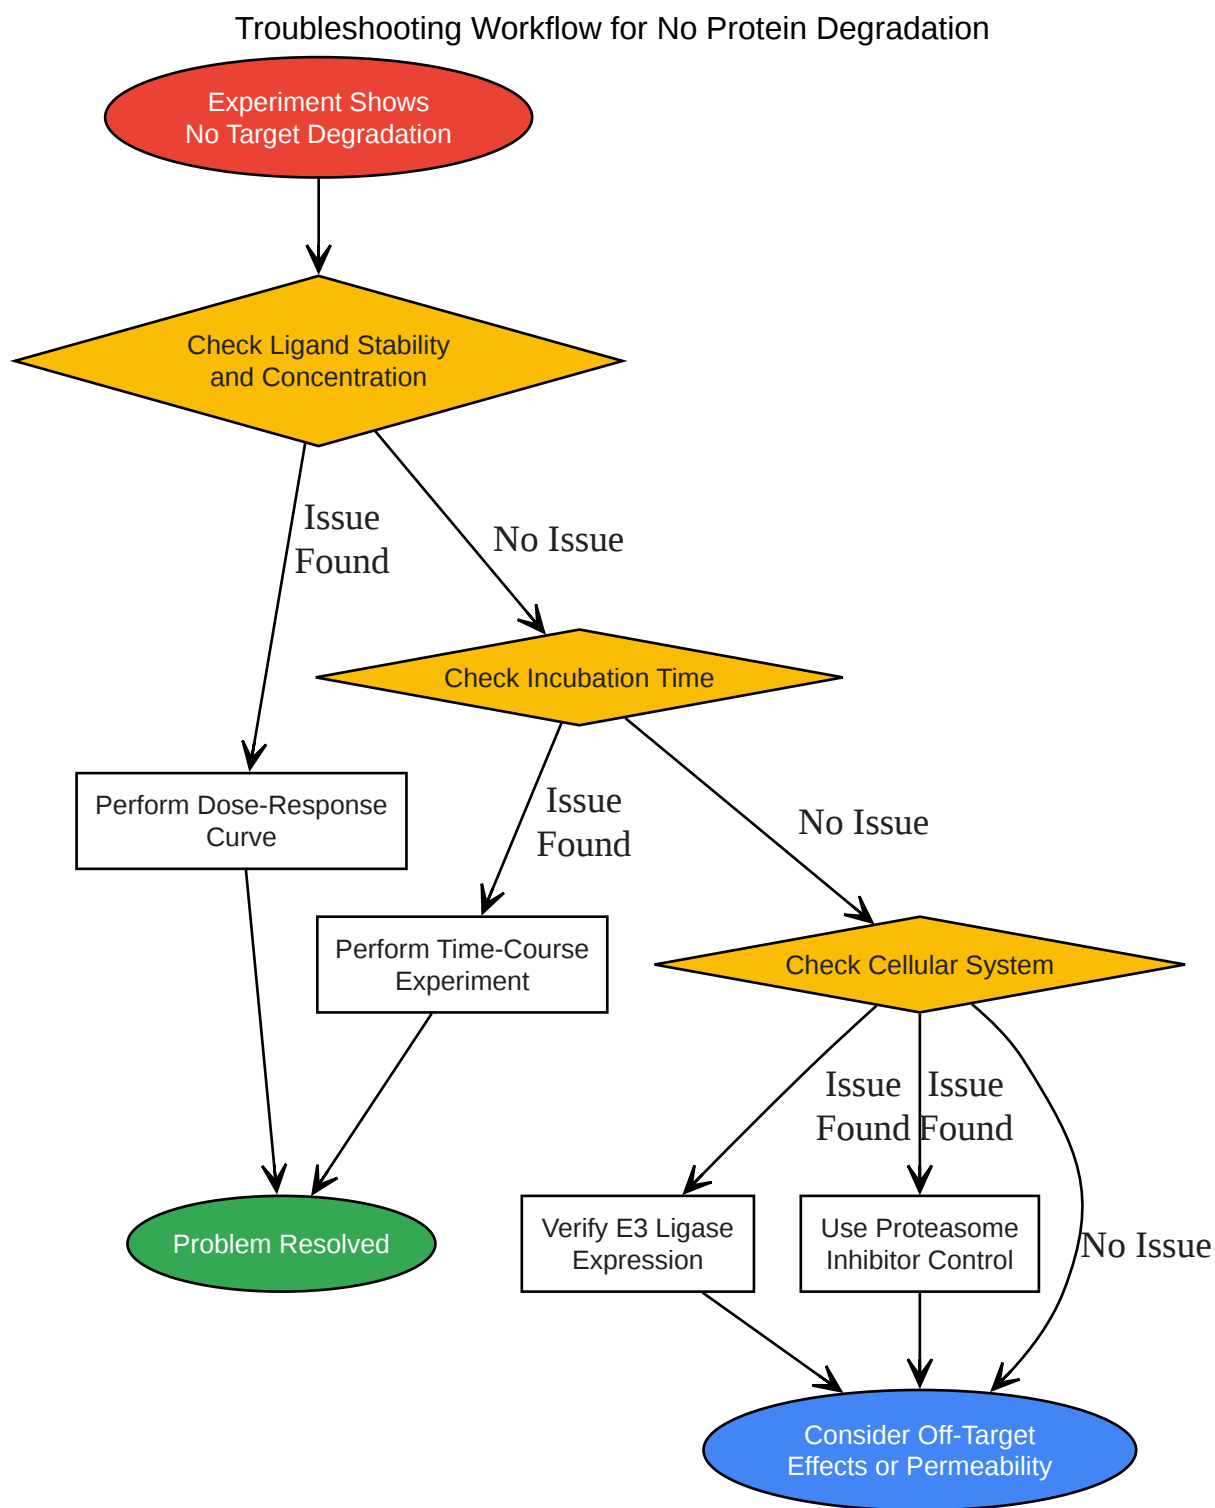 Troubleshooting Workflow for No Protein Degradation
Experiment Shows
No Target Degradation
Check Ligand Stability
and Concentration
Issue
Found
No Issue
Check Incubation Time
Perform Dose-Response
Curve
Issue
Found
No Issue
Perform Time-Course
Experiment
Check Cellular System
Issue
Found
Issue
Found
No Issue
Problem Resolved
Verify E3 Ligase
Expression
Use Proteasome
Inhibitor Control
Consider Off-Target
Effects or Permeability